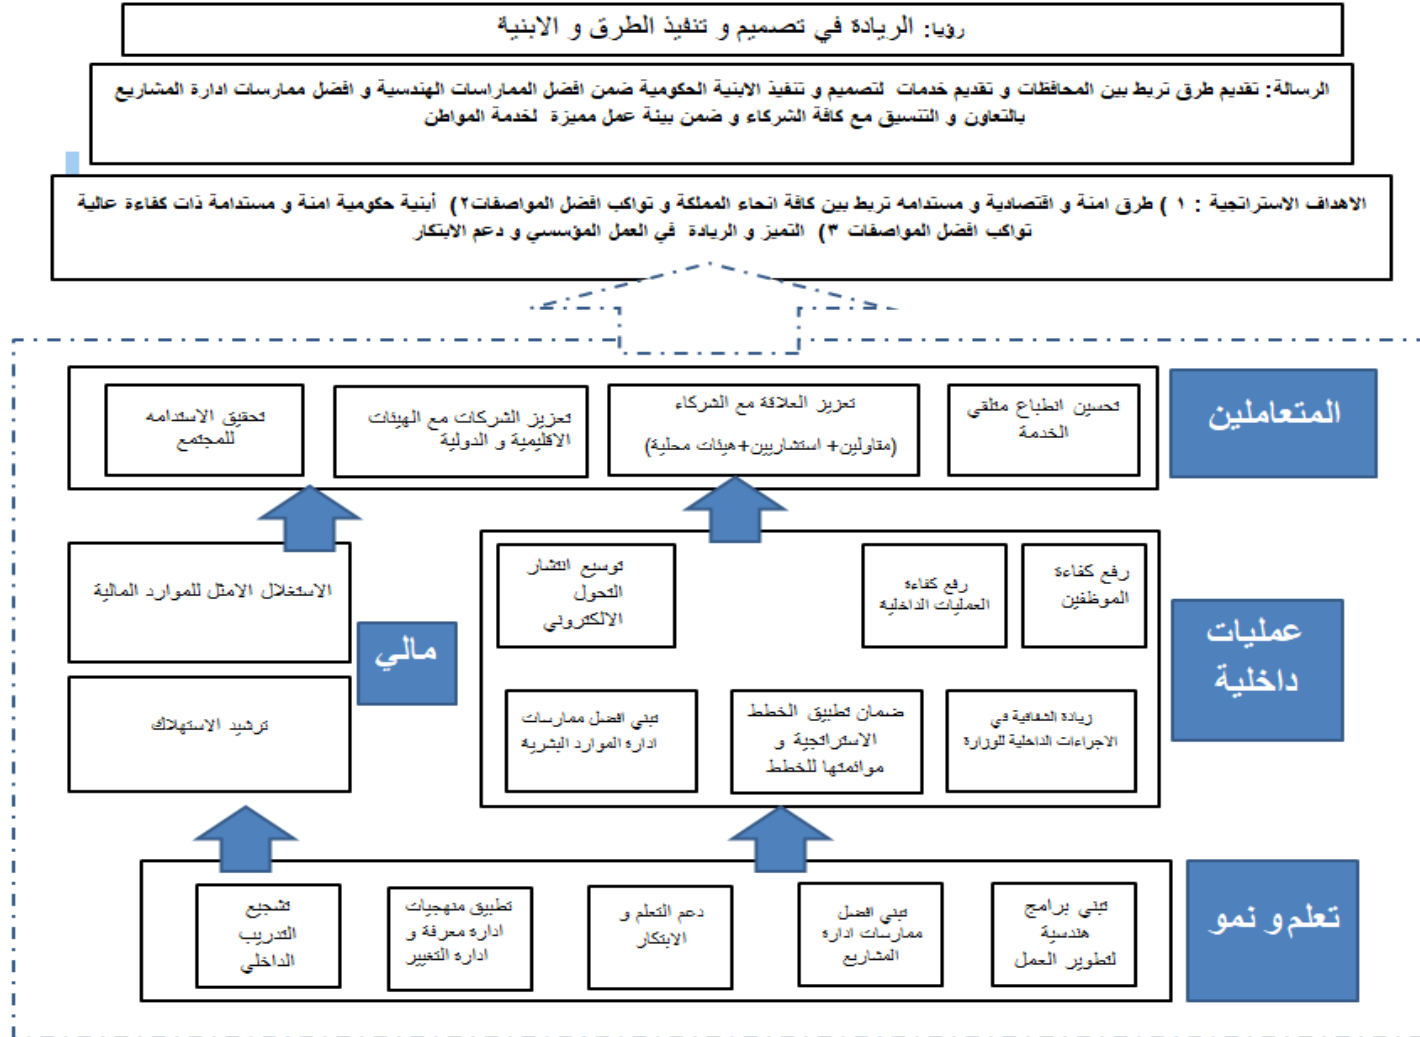 رؤيا: الريادة في تصميم و تنفيذ الطرق و الابنية
الرسالة: تقديم طرق تربط بين المحافظات و تقديم خدمات لتصميم و تنفيذ الابنية الحكومية ضمن افضل المماراسات الهندسية و افضل ممارسات ادارة المشاريع
بالتعاون و التنسيق مع كافة الشركاء و ضمن بيئة عمل مميزة لخدمة المواطن
الاهداف الاستراتجية : ١ ) طرق امنة و اقتصادية و مستدامه تربط بين كافة انحاء المملكة و تواكب افضل المواصفات٢) أبنية حكومية امنة و مستدامة ذات كفاءة عالية
تواكب افضل المواصفات ٣) التميز و الريادة في العمل المؤسسي و دعم الابتكار
المتعاملين
تحسين انطباع متلقي
الخدمة
تعزيز العلاقة مع الشركاء
(مقاولين+ استشاريين+هيئات محلية)
تعزيز الشركات مع الهيئات
الاقليمية و الدولية
تحقيق الاستدامه
للمجتمع
عمليات
داخلية
رفع كفاءة
الموظفين
رفع كفاءة
العمليات الداخلية
توسيع انتشار
التحول
الالكتروني
زيادة الشفافية في
الاجراءات الداخلية للوزارة
ضمان تطبيق الخطط
الاستراتجية و
موائمتها للخطط
تبني افضل ممارسات
ادارة الموارد البشرية
مالي
الاستغلال الامثل للموارد المالية
ترشيد الاستهلاك
تعلم و نمو
تبني برامج
هندسية
لتطوير العمل
تبني افضل
ممارسات ادارة
المشاريع
دعم التعلم و
الابتكار
تطبيق منهجيات
ادارة معرفة و
ادارة التغيير
تشجيع
التدريب
الداخلي